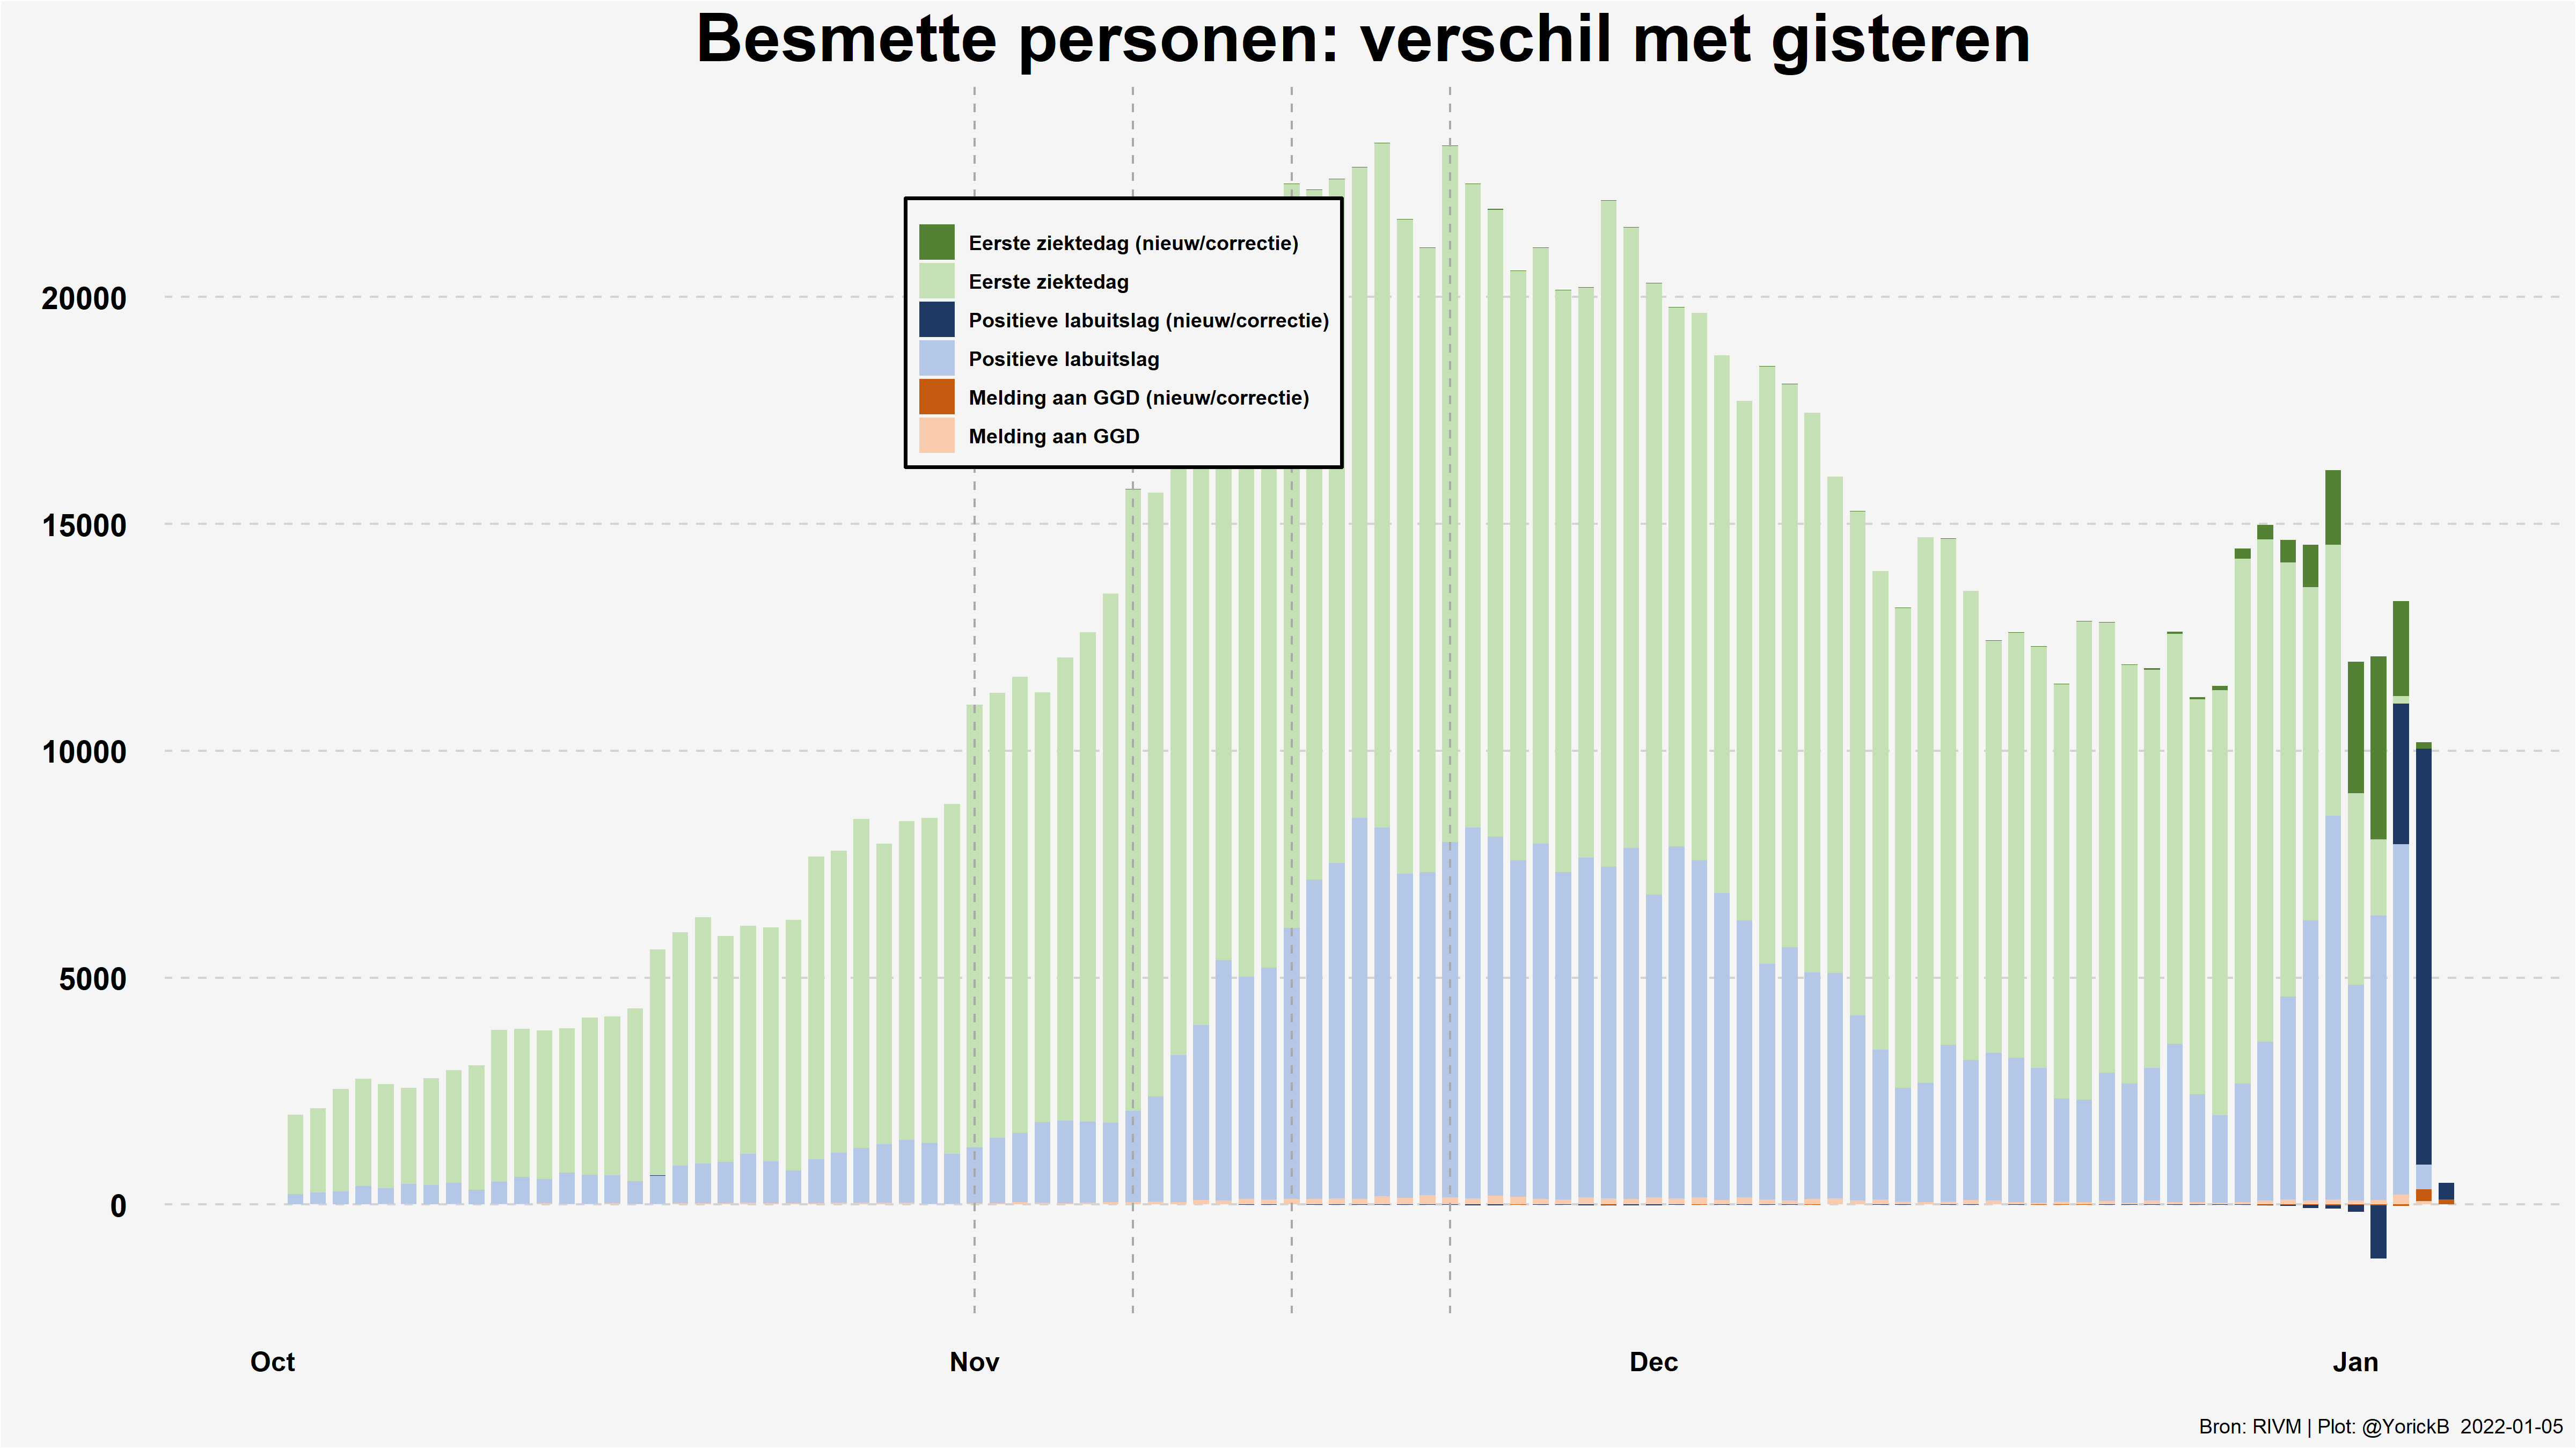 Besmette personen: verschil met gisteren
Eerste ziektedag (nieuw/correctie)
Eerste ziektedag
Positieve labuitslag (nieuw/correctie)
Positieve labuitslag
Melding aan GGD (nieuw/correctie)
Melding aan GGD
20000
15000
10000
5000
0
Oct Nov Dec Jan
Bron: RIVM | Plot: @YorickB 2022-01-05